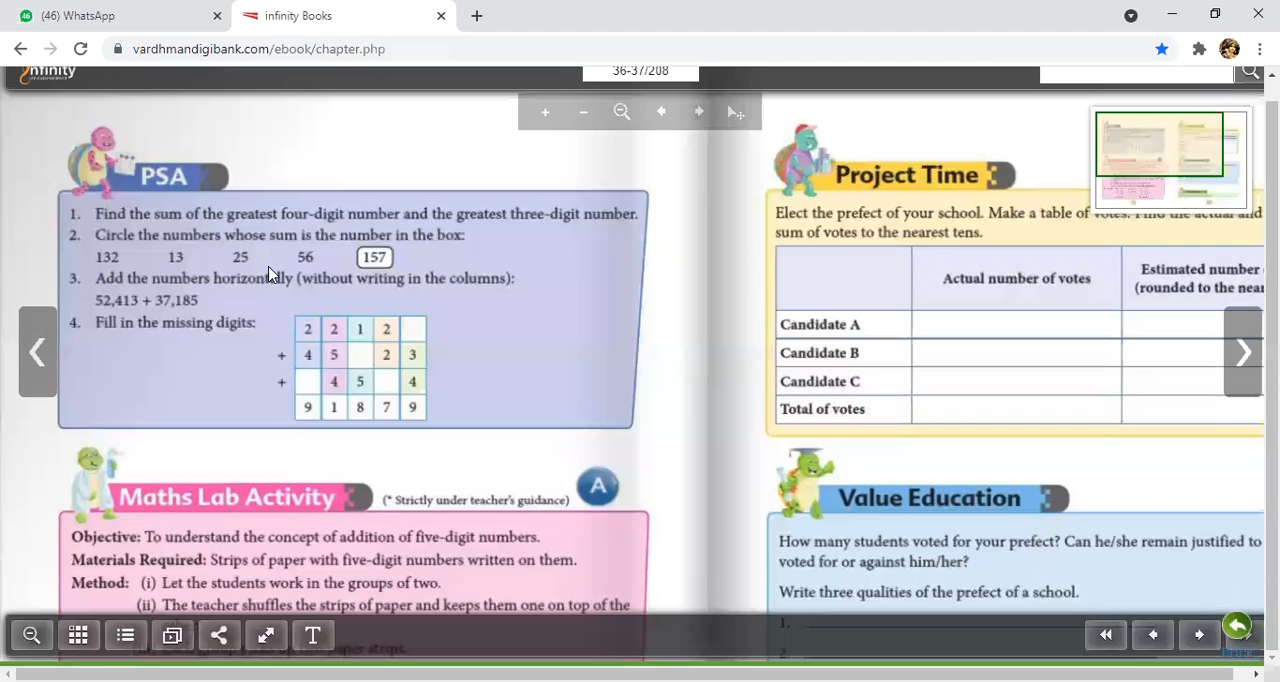 (46) WhatsApp
infinity Books
vardhmandigibank.com/ebook/chapter.php
infinity
36-37/208
PSA
1. Find the sum of the greatest four-digit number and the greatest three-digit number.
2. Circle the numbers whose sum is the number in the box:
132 13 25 56 157
3. Add the numbers horizontally (without writing in the columns):
52,413 + 37,185
4. Fill in the missing digits:
2 2 1 2
+ 4 5 2 3
+ 4 5 4
9 1 8 7 9
Maths Lab Activity
(* Strictly under teacher's guidance)
A
Objective: To understand the concept of addition of five-digit numbers.
Materials Required: Strips of paper with five-digit numbers written on them.
Method: (i) Let the students work in the groups of two.
(ii) The teacher shuffles the strips of paper and keeps them one on top of the
paper steps.
Project Time
Elect the prefect of your school. Make a table of votes. Find the actual and
sum of votes to the nearest tens.
Actual number of votes
Estimated number
(rounded to the
Candidate A
Candidate B
Candidate C
Total of votes
Value Education
How many students voted for your prefect? Can he/she remain justified to
voted for or against him/her?
Write three qualities of the prefect of a school.
1.
2.
T